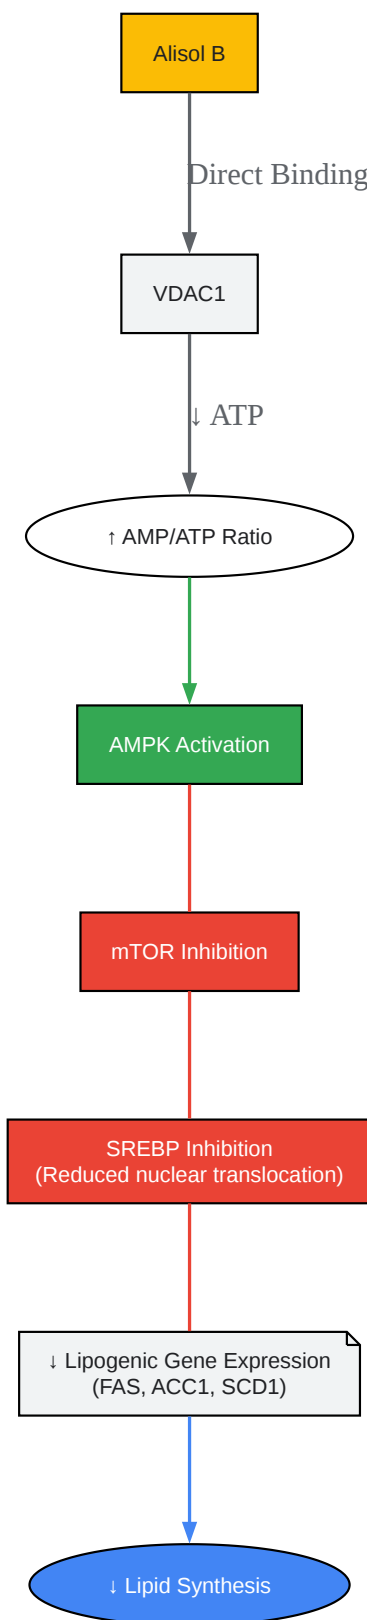 Alisol B
Direct Binding
VDAC1
↓ ATP
↑ AMP/ATP Ratio
AMPK Activation
mTOR Inhibition
SREBP Inhibition
(Reduced nuclear translocation)
↓ Lipogenic Gene Expression
(FAS, ACC1, SCD1)
↓ Lipid Synthesis